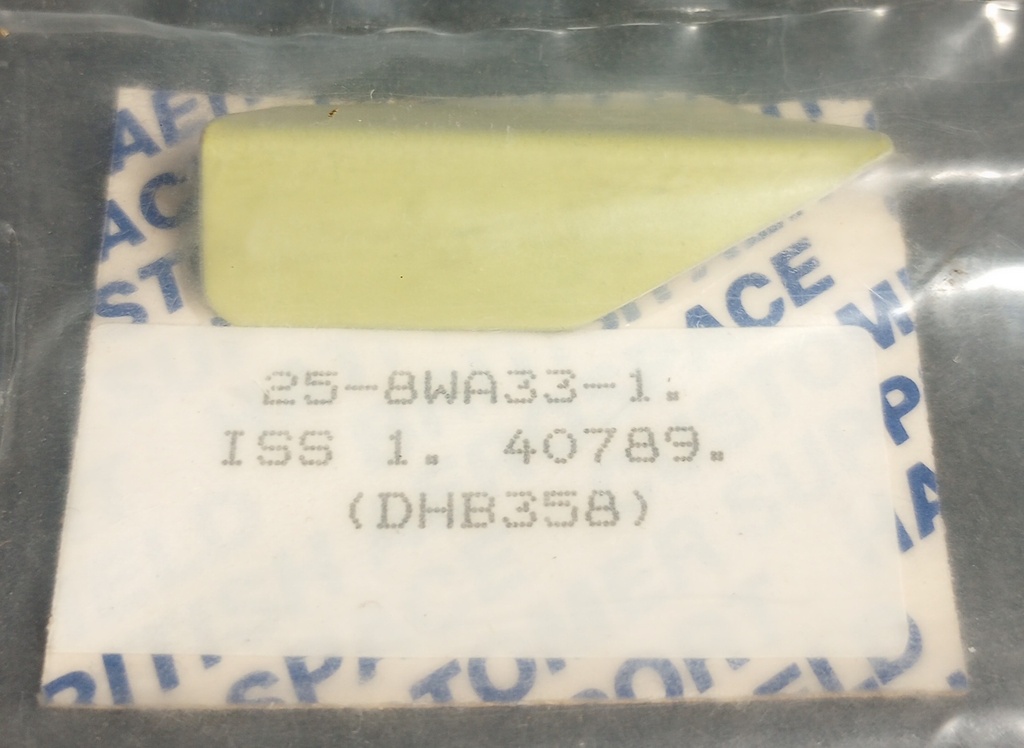 ACE
25-8WA33-1.
ISS 1. 40789.
(DHB358)